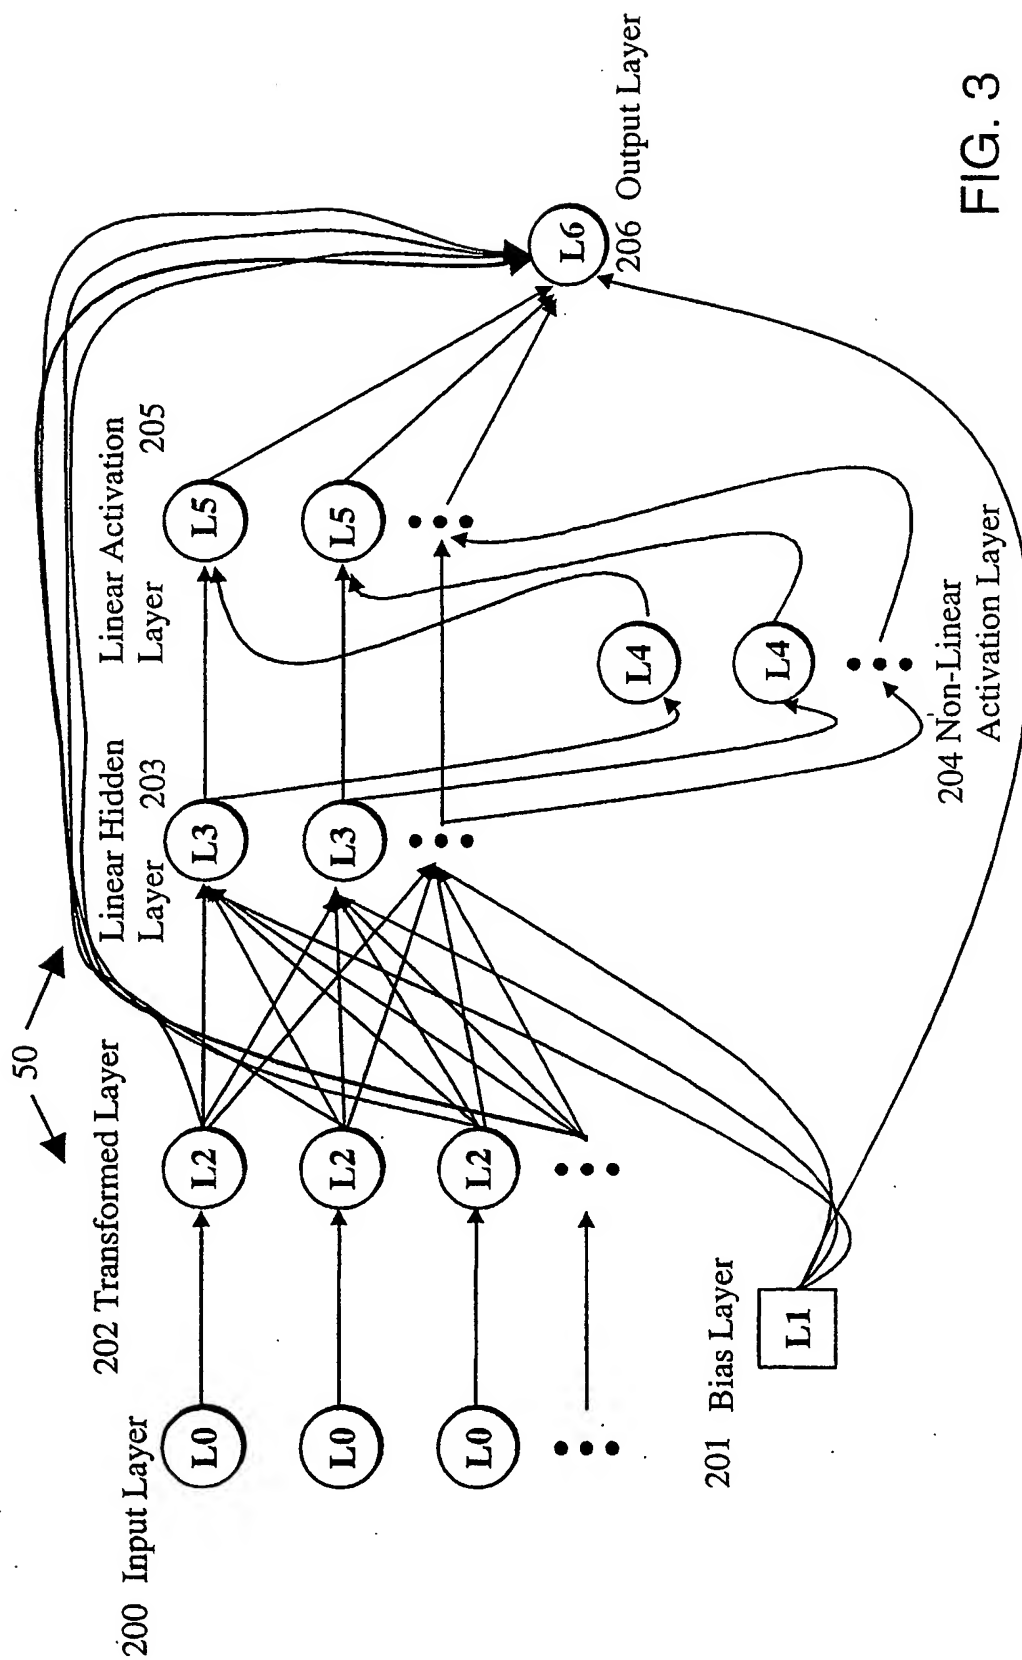 50
200 Input Layer
202 Transformed Layer
Linear Hidden
Layer 203
Linear Activation
Layer 205
L0
L2
L3
L5
L0
L2
L3
L5
L0
L2
L6
206 Output Layer
L4
L4
201 Bias Layer
L1
204 Non-Linear
Activation Layer
FIG. 3